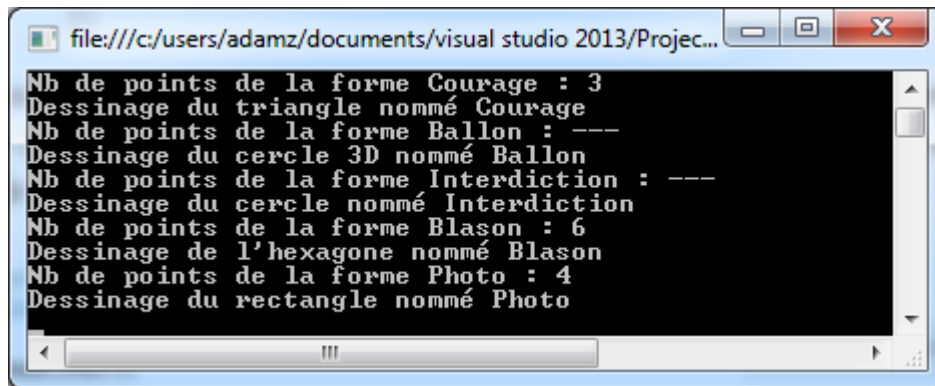 file:///c:/users/adamz/documents/visual studio 2013/Projec...
Nb de points de la forme Courage : 3
Dessinage du triangle nommé Courage
Nb de points de la forme Ballon : ---
Dessinage du cercle 3D nommé Ballon
Nb de points de la forme Interdiction : ---
Dessinage du cercle nommé Interdiction
Nb de points de la forme Blason : 6
Dessinage de l'hexagone nommé Blason
Nb de points de la forme Photo : 4
Dessinage du rectangle nommé Photo